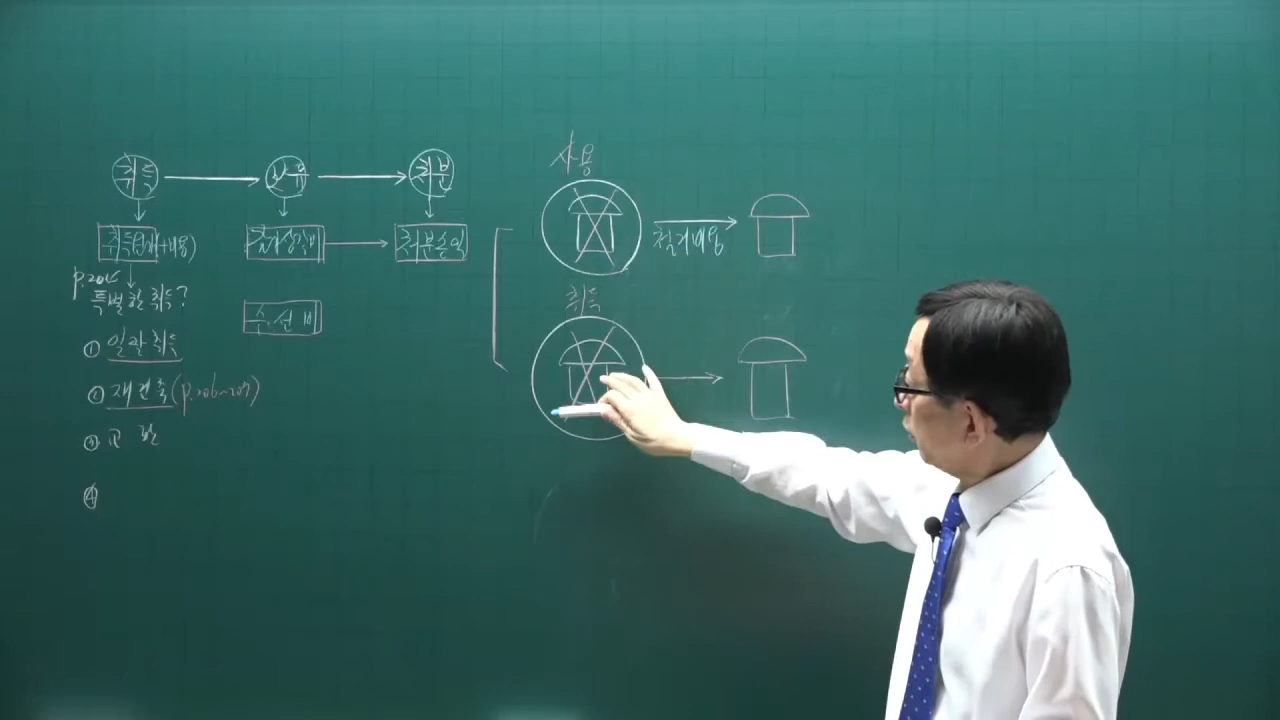 취득 보유 처분
취득(단가+비용) 감가상각비 처분손익
p.205
특별한 취득?
수선비
① 일괄취득
② 재건축(p.206~207)
③ 교환
④
사용
철거비용
취득